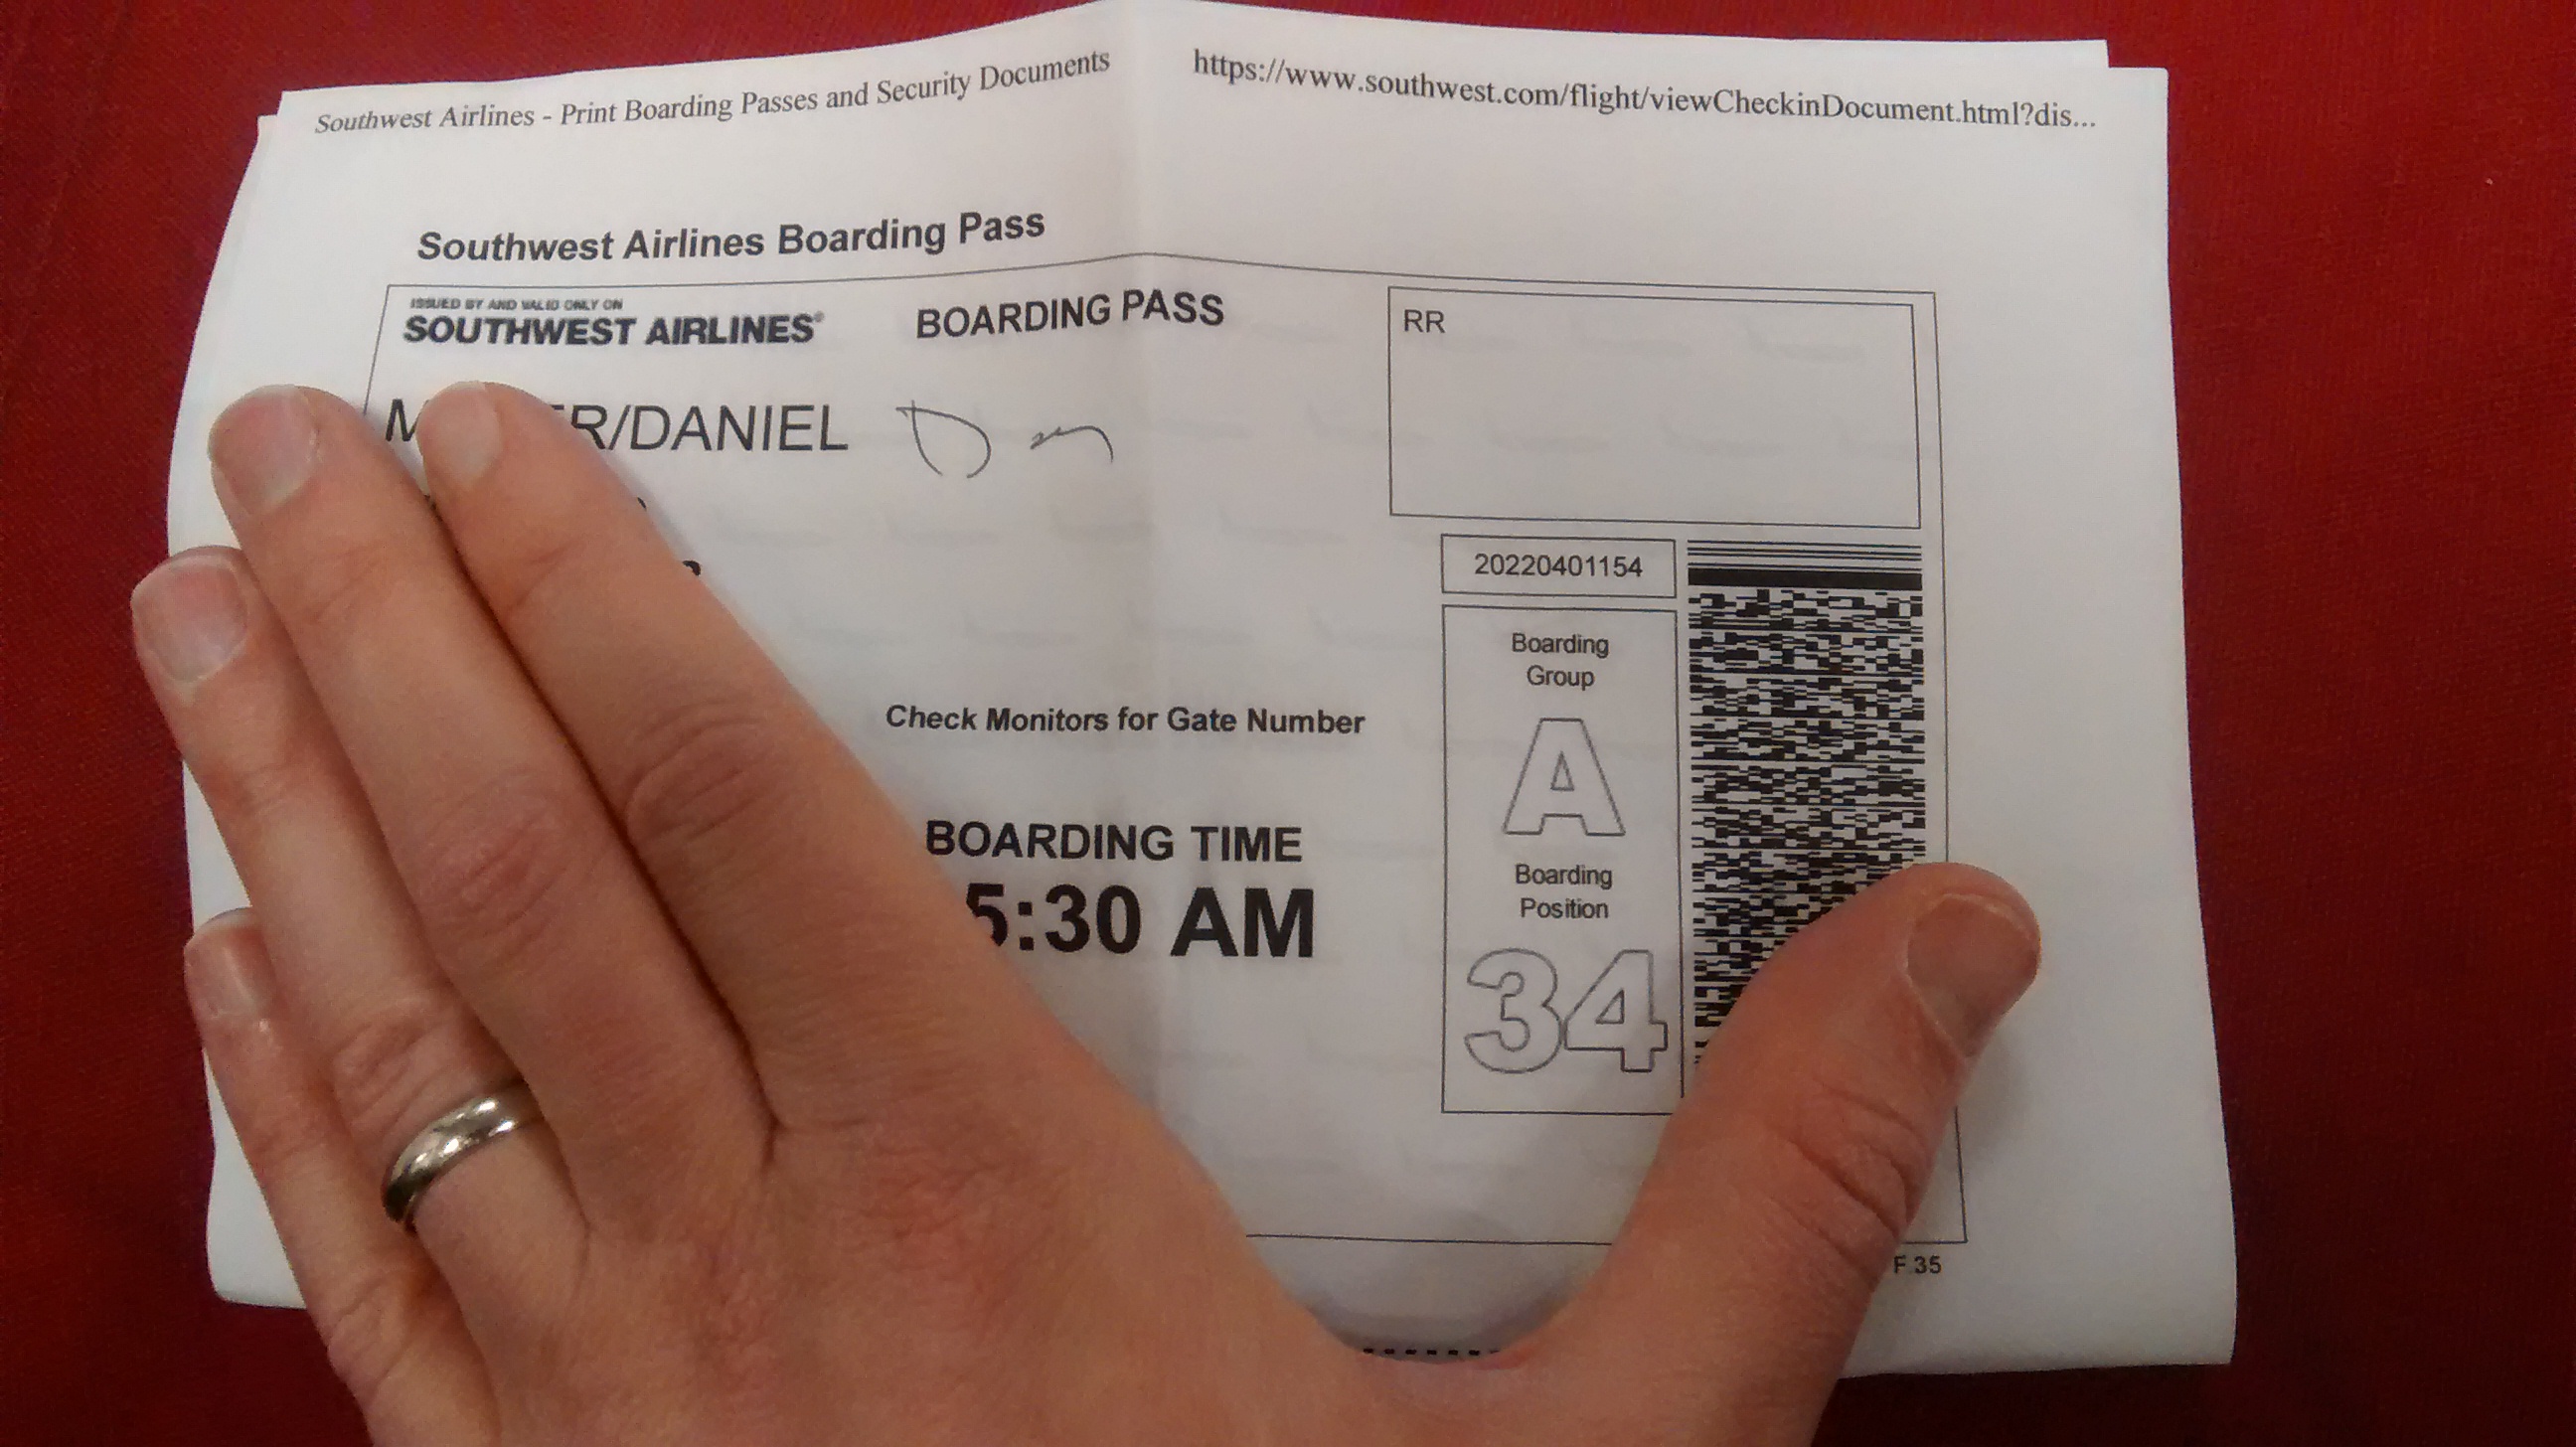 Southwest Airlines - Print Boarding Passes and Security Documents
https://www.southwest.com/flight/viewCheckinDocument.html?dis...
Southwest Airlines Boarding Pass
ISSUED BY AND VALID ONLY ON
SOUTHWEST AIRLINES®
BOARDING PASS
RR
R/DANIEL
20220401154
Boarding
Group
A
Check Monitors for Gate Number
BOARDING TIME
5:30 AM
Boarding
Position
34
F 35